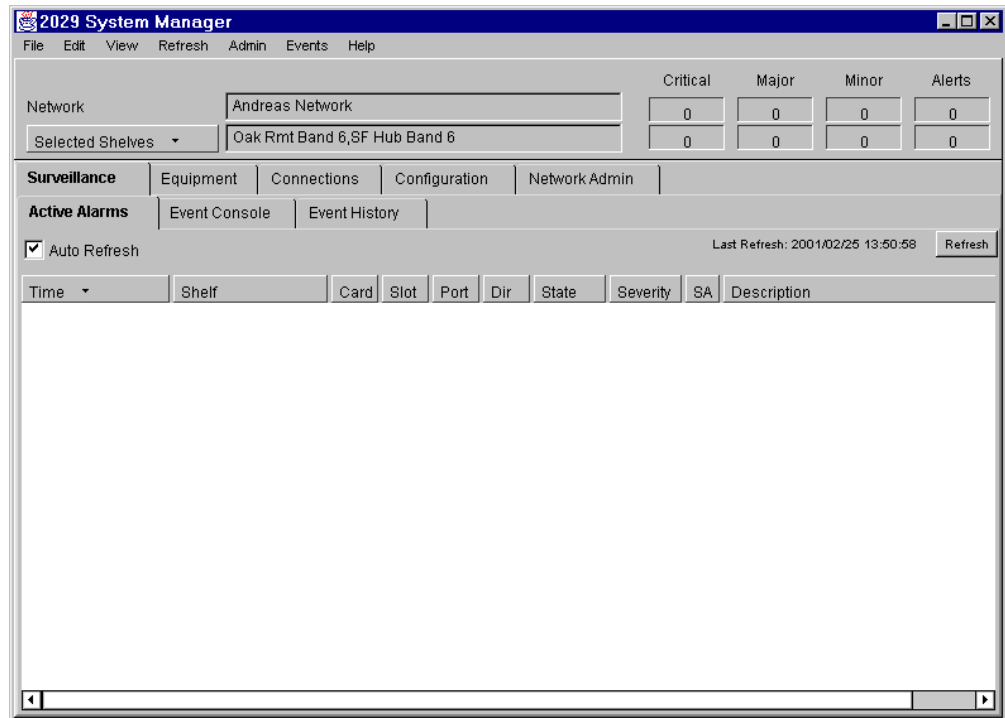 2029 System Manager
File Edit View Refresh Admin Events Help
Critical Major Minor Alerts
Network Andreas Network 0 0 0 0
Selected Shelves Oak Rmt Band 6,SF Hub Band 6 0 0 0 0
Surveillance Equipment Connections Configuration Network Admin
Active Alarms Event Console Event History
Auto Refresh Last Refresh: 2001/02/25 13:50:58 Refresh
Time Shelf Card Slot Port Dir State Severity SA Description